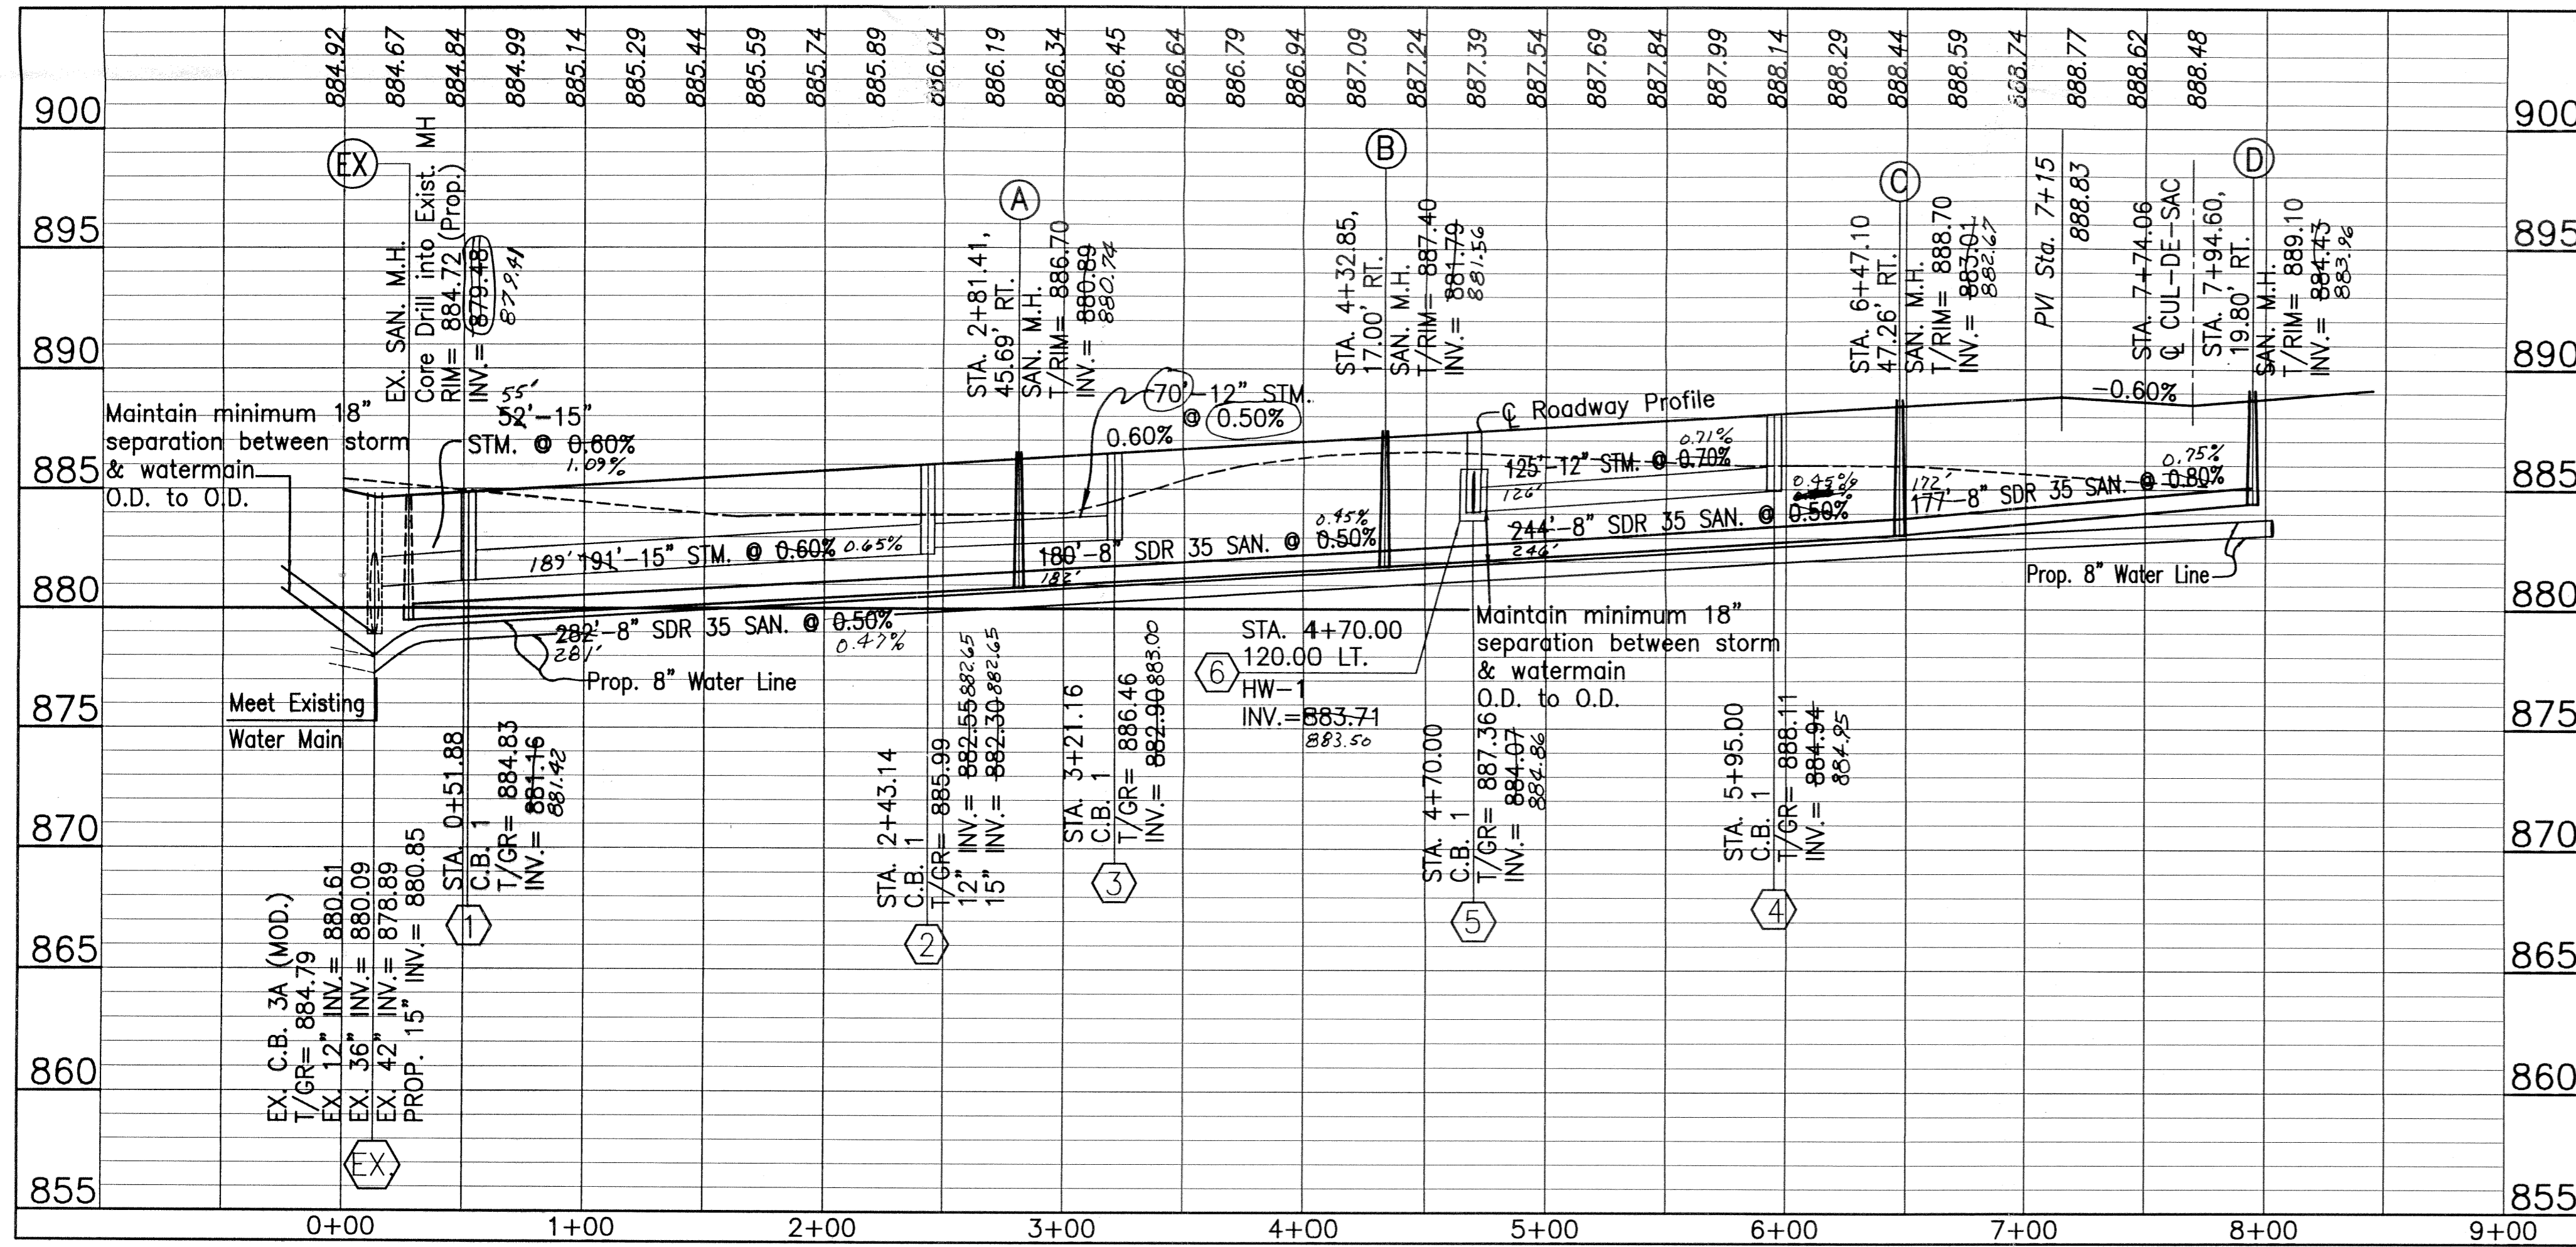 884.92
884.67
884.84
884.99
885.14
885.29
885.44
885.59
885.74
885.89
886.04
886.19
886.34
886.45
886.64
886.79
886.94
887.09
887.24
887.39
887.54
887.69
887.84
887.99
888.14
888.29
888.44
888.59
888.74
888.77
888.62
888.48
900
895
890
885
880
875
870
865
860
855
900
895
890
885
880
875
870
865
860
855
EX
EX. SAN. M.H.
Core Drill into Exist. MH
RIM= 884.72 (Prop.)
INV.= 879.48
879.41
A
STA. 2+81.41,
45.69' RT.
SAN. M.H.
T/RIM= 886.70
INV.= 880.89
880.74
B
STA. 4+32.85,
17.00' RT.
SAN. M.H.
T/RIM= 887.40
INV.= 881.79
881.56
C
STA. 6+47.10
47.26' RT.
SAN. M.H.
T/RIM= 888.70
INV.= 883.01
882.67
PVI Sta. 7+15
888.83
STA. 7+74.06
℄ CUL-DE-SAC
D
STA. 7+94.60,
19.80' RT.
SAN. M.H.
T/RIM= 889.10
INV.= 884.43
883.96
Maintain minimum 18"
separation between storm
& watermain
O.D. to O.D.
55'
52'-15"
STM. @ 0.60%
1.09%
70'-12" STM.
@ 0.50%
0.60%
℄ Roadway Profile
-0.60%
0.71%
125'-12" STM. @ 0.70%
126'
0.75%
172'
177'-8" SDR 35 SAN. @ 0.80%
0.45%
244'-8" SDR 35 SAN. @ 0.50%
246'
0.45%
180'-8" SDR 35 SAN. @ 0.50%
182'
189' 191'-15" STM. @ 0.60% 0.65%
282'-8" SDR 35 SAN. @ 0.50%
281'
0.47%
Prop. 8" Water Line
Prop. 8" Water Line
Meet Existing
Water Main
STA. 4+70.00
120.00 LT.
6
HW-1
INV.=883.71
883.50
Maintain minimum 18"
separation between storm
& watermain
O.D. to O.D.
EX. C.B. 3A (MOD.)
T/GR= 884.79
EX. 12" INV.= 880.61
EX. 36" INV.= 880.09
EX. 42" INV.= 878.89
PROP. 15" INV.= 880.85
EX.
STA. 0+51.88
C.B. 1
T/GR= 884.83
INV.= 881.16
881.42
1
STA. 2+43.14
C.B. 1
T/GR= 885.99
12" INV.= 882.55 882.65
15" INV.= 882.30 882.65
2
STA. 3+21.16
C.B. 1
T/GR= 886.46
INV.= 882.90 883.00
3
STA. 4+70.00
C.B. 1
T/GR= 887.36
INV.= 884.07
884.86
5
STA. 5+95.00
C.B. 1
T/GR= 888.11
INV.= 884.94
884.95
4
0+00
1+00
2+00
3+00
4+00
5+00
6+00
7+00
8+00
9+00